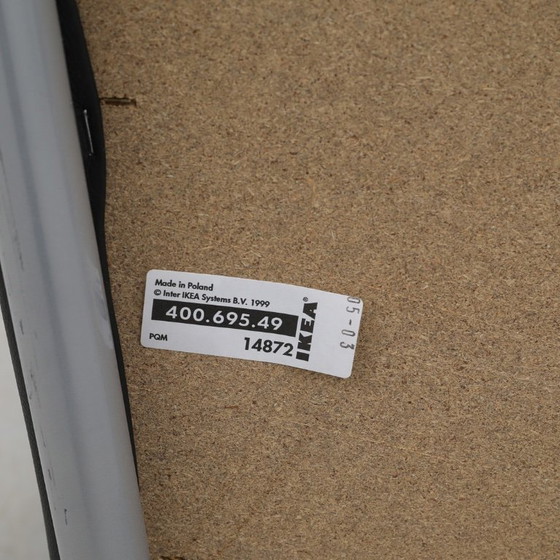 Made in Poland
© Inter IKEA Systems B.V. 1999
400.695.49
PQM 14872
IKEA®
05-03